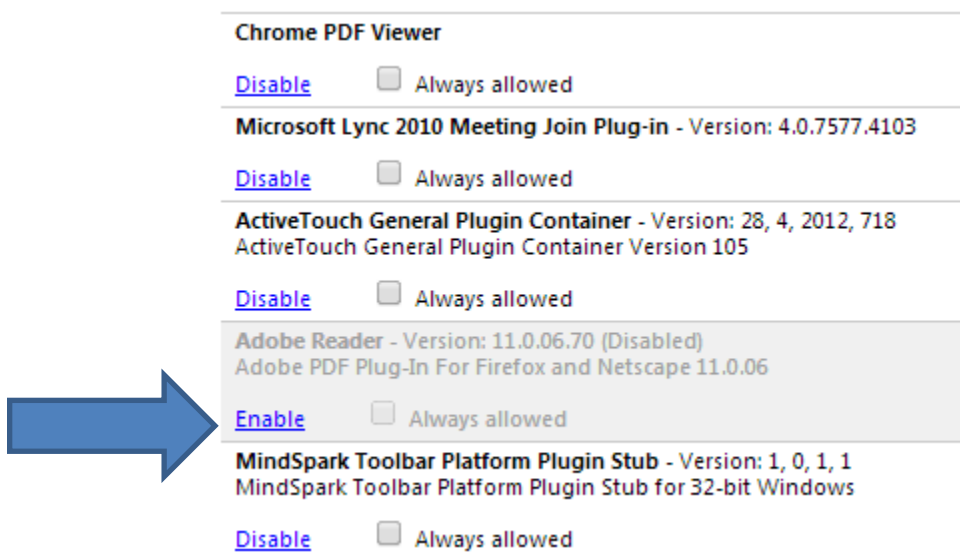 Chrome PDF Viewer
Disable Always allowed
Microsoft Lync 2010 Meeting Join Plug-in - Version: 4.0.7577.4103
Disable Always allowed
ActiveTouch General Plugin Container - Version: 28, 4, 2012, 718
ActiveTouch General Plugin Container Version 105
Disable Always allowed
Adobe Reader - Version: 11.0.06.70 (Disabled)
Adobe PDF Plug-In For Firefox and Netscape 11.0.06
Enable Always allowed
MindSpark Toolbar Platform Plugin Stub - Version: 1, 0, 1, 1
MindSpark Toolbar Platform Plugin Stub for 32-bit Windows
Disable Always allowed